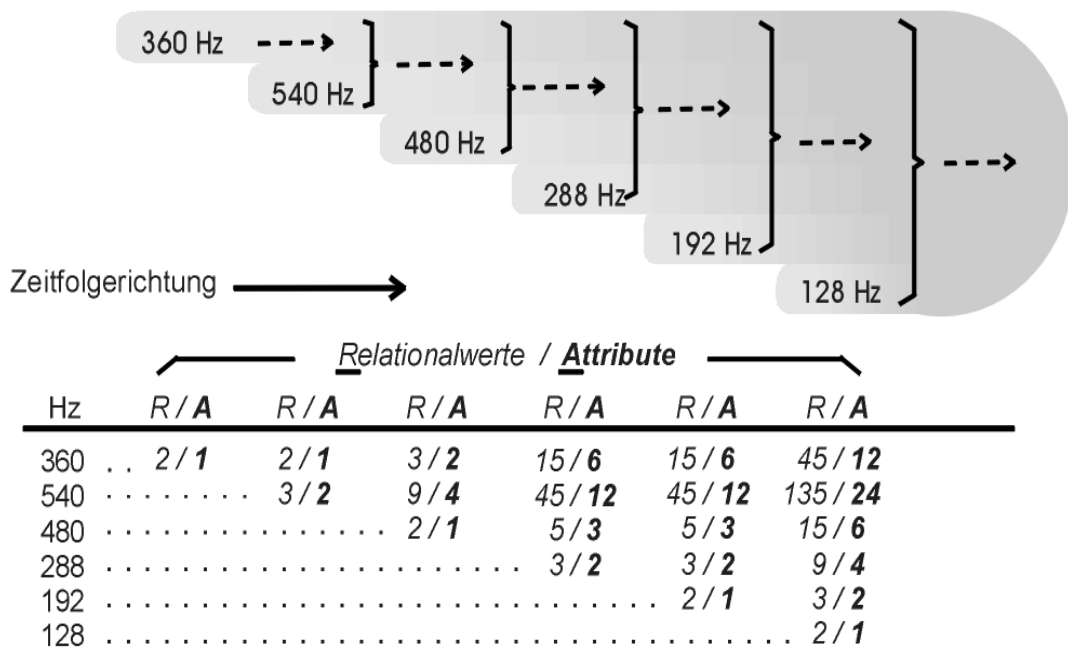 360 Hz
540 Hz
480 Hz
288 Hz
192 Hz
128 Hz
Zeitfolgerichtung
Relationalwerte / Attribute
Hz R / A R / A R / A R / A R / A R / A
360 . . 2 / 1 2 / 1 3 / 2 15 / 6 15 / 6 45 / 12
540 . . . . . . . . 3 / 2 9 / 4 45 / 12 45 / 12 135 / 24
480 . . . . . . . . . . . . . . . 2 / 1 5 / 3 5 / 3 15 / 6
288 . . . . . . . . . . . . . . . . . . . . . . 3 / 2 3 / 2 9 / 4
192 . . . . . . . . . . . . . . . . . . . . . . . . . . . . . 2 / 1 3 / 2
128 . . . . . . . . . . . . . . . . . . . . . . . . . . . . . . . . . . . . 2 / 1